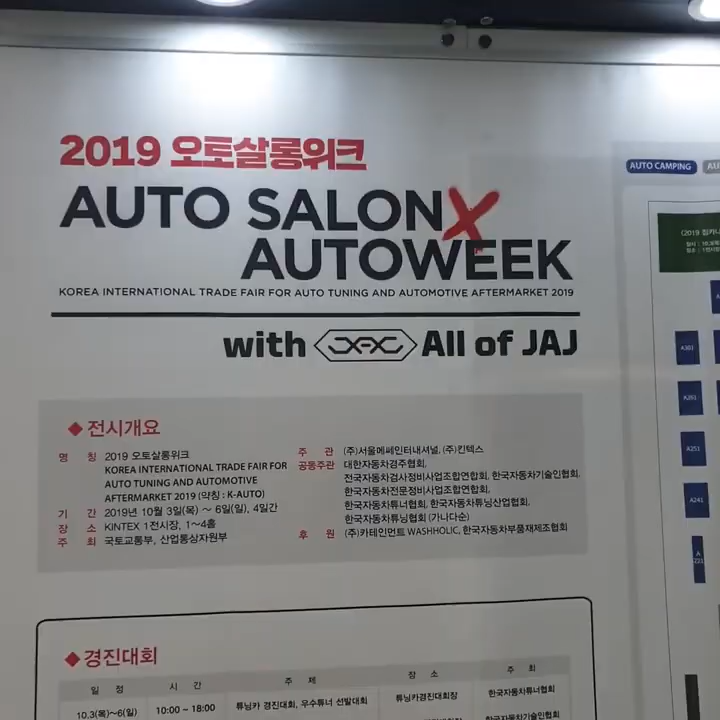 2019 오토살롱위크
AUTO SALON X
AUTOWEEK
KOREA INTERNATIONAL TRADE FAIR FOR AUTO TUNING AND AUTOMOTIVE AFTERMARKET 2019
with JXJC All of JAJ
◆ 전시개요
명 칭 2019 오토살롱위크
KOREA INTERNATIONAL TRADE FAIR FOR
AUTO TUNING AND AUTOMOTIVE
AFTERMARKET 2019 (약칭 : K-AUTO)
기 간 2019년 10월 3일(목) ~ 6일(일), 4일간
장 소 KINTEX 1전시장, 1~4홀
주 최 국토교통부, 산업통상자원부
주 관 (주)서울메쎄인터내셔널, (주)킨텍스
공동주관 대한자동차경주협회,
전국자동차검사정비사업조합연합회, 한국자동차기술인협회,
한국자동차전문정비사업조합연합회,
한국자동차튜너협회, 한국자동차튜닝산업협회,
한국자동차튜닝협회 (가나다순)
후 원 (주)카테인먼트 WASHHOLIC, 한국자동차부품재제조협회
◆ 경진대회
일 정 시 간 주 제 장 소 주 최
10.3(목)~6(일) 10:00 ~ 18:00 튜닝카 경진대회, 우수튜너 선발대회 튜닝카경진대회장 한국자동차튜너협회
한국자동차기술인협회
AUTO CAMPING
AU
A301
A261
A251
A241
A221